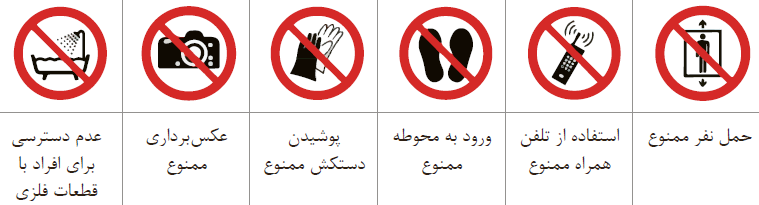 حمل نفر ممنوع
استفاده از تلفن
همراه ممنوع
ورود به محوطه
ممنوع
پوشیدن
دستکش ممنوع
عکس‌برداری
ممنوع
عدم دسترسی
برای افراد با
قطعات فلزی